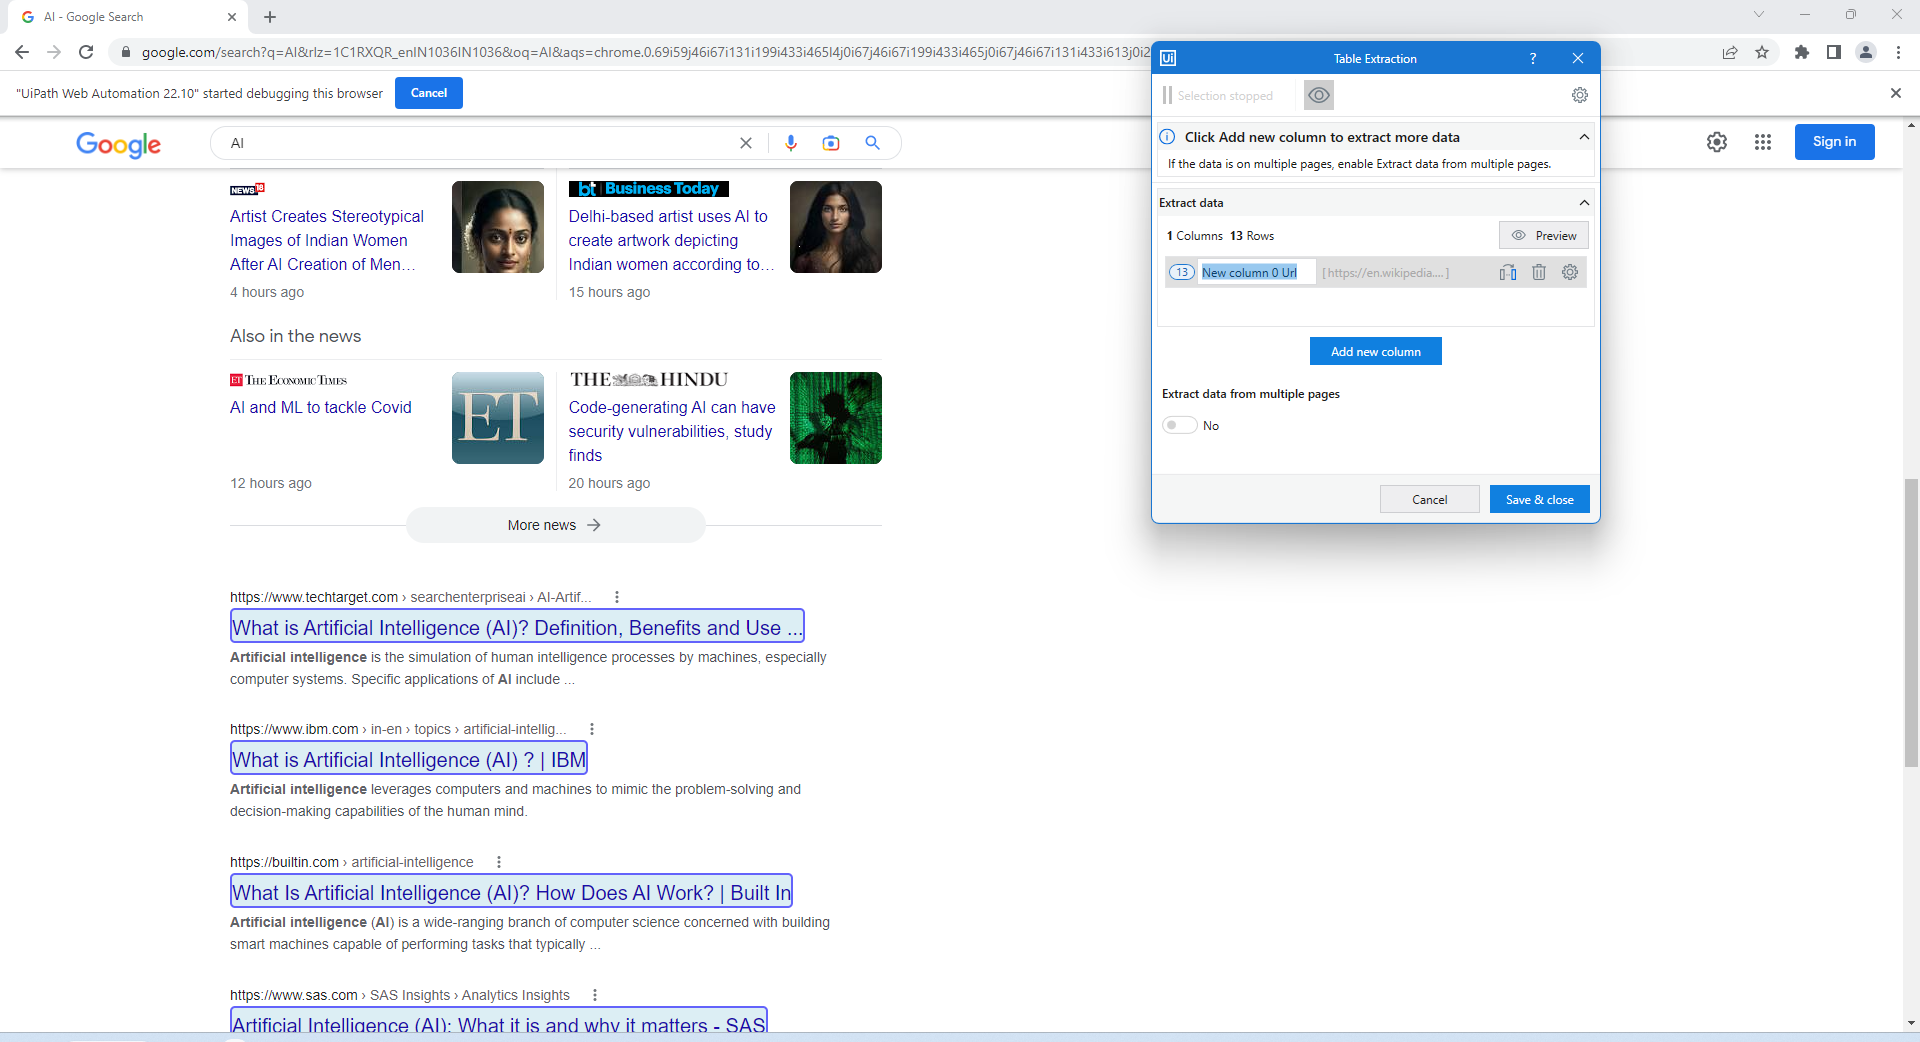 AI - Google Search
google.com/search?q=AI&rlz=1C1RXQR_enIN1036IN1036&oq=AI&aqs=chrome.0.69i59j46i67i131i199i433i465l4j0i67j46i67i199i433i465j0i67j46i67i131i433i613j0i2
"UiPath Web Automation 22.10" started debugging this browser
Cancel
Google
AI
Sign in
NEWS18
Artist Creates Stereotypical
Images of Indian Women
After AI Creation of Men...
4 hours ago
bt Business Today
Delhi-based artist uses AI to
create artwork depicting
Indian women according to...
15 hours ago
Also in the news
ET THE ECONOMIC TIMES
AI and ML to tackle Covid
ET
12 hours ago
THE HINDU
Code-generating AI can have
security vulnerabilities, study
finds
20 hours ago
More news
https://www.techtarget.com › searchenterpriseai › AI-Artif...
What is Artificial Intelligence (AI)? Definition, Benefits and Use ...
Artificial intelligence is the simulation of human intelligence processes by machines, especially
computer systems. Specific applications of AI include ...
https://www.ibm.com › in-en › topics › artificial-intellig...
What is Artificial Intelligence (AI) ? | IBM
Artificial intelligence leverages computers and machines to mimic the problem-solving and
decision-making capabilities of the human mind.
https://builtin.com › artificial-intelligence
What Is Artificial Intelligence (AI)? How Does AI Work? | Built In
Artificial intelligence (AI) is a wide-ranging branch of computer science concerned with building
smart machines capable of performing tasks that typically ...
https://www.sas.com › SAS Insights › Analytics Insights
Artificial Intelligence (AI): What it is and why it matters - SAS
Ui
Table Extraction
?
Selection stopped
Click Add new column to extract more data
If the data is on multiple pages, enable Extract data from multiple pages.
Extract data
1 Columns 13 Rows
Preview
13
New column 0 Url
[ https://en.wikipedia.... ]
Add new column
Extract data from multiple pages
No
Cancel
Save & close